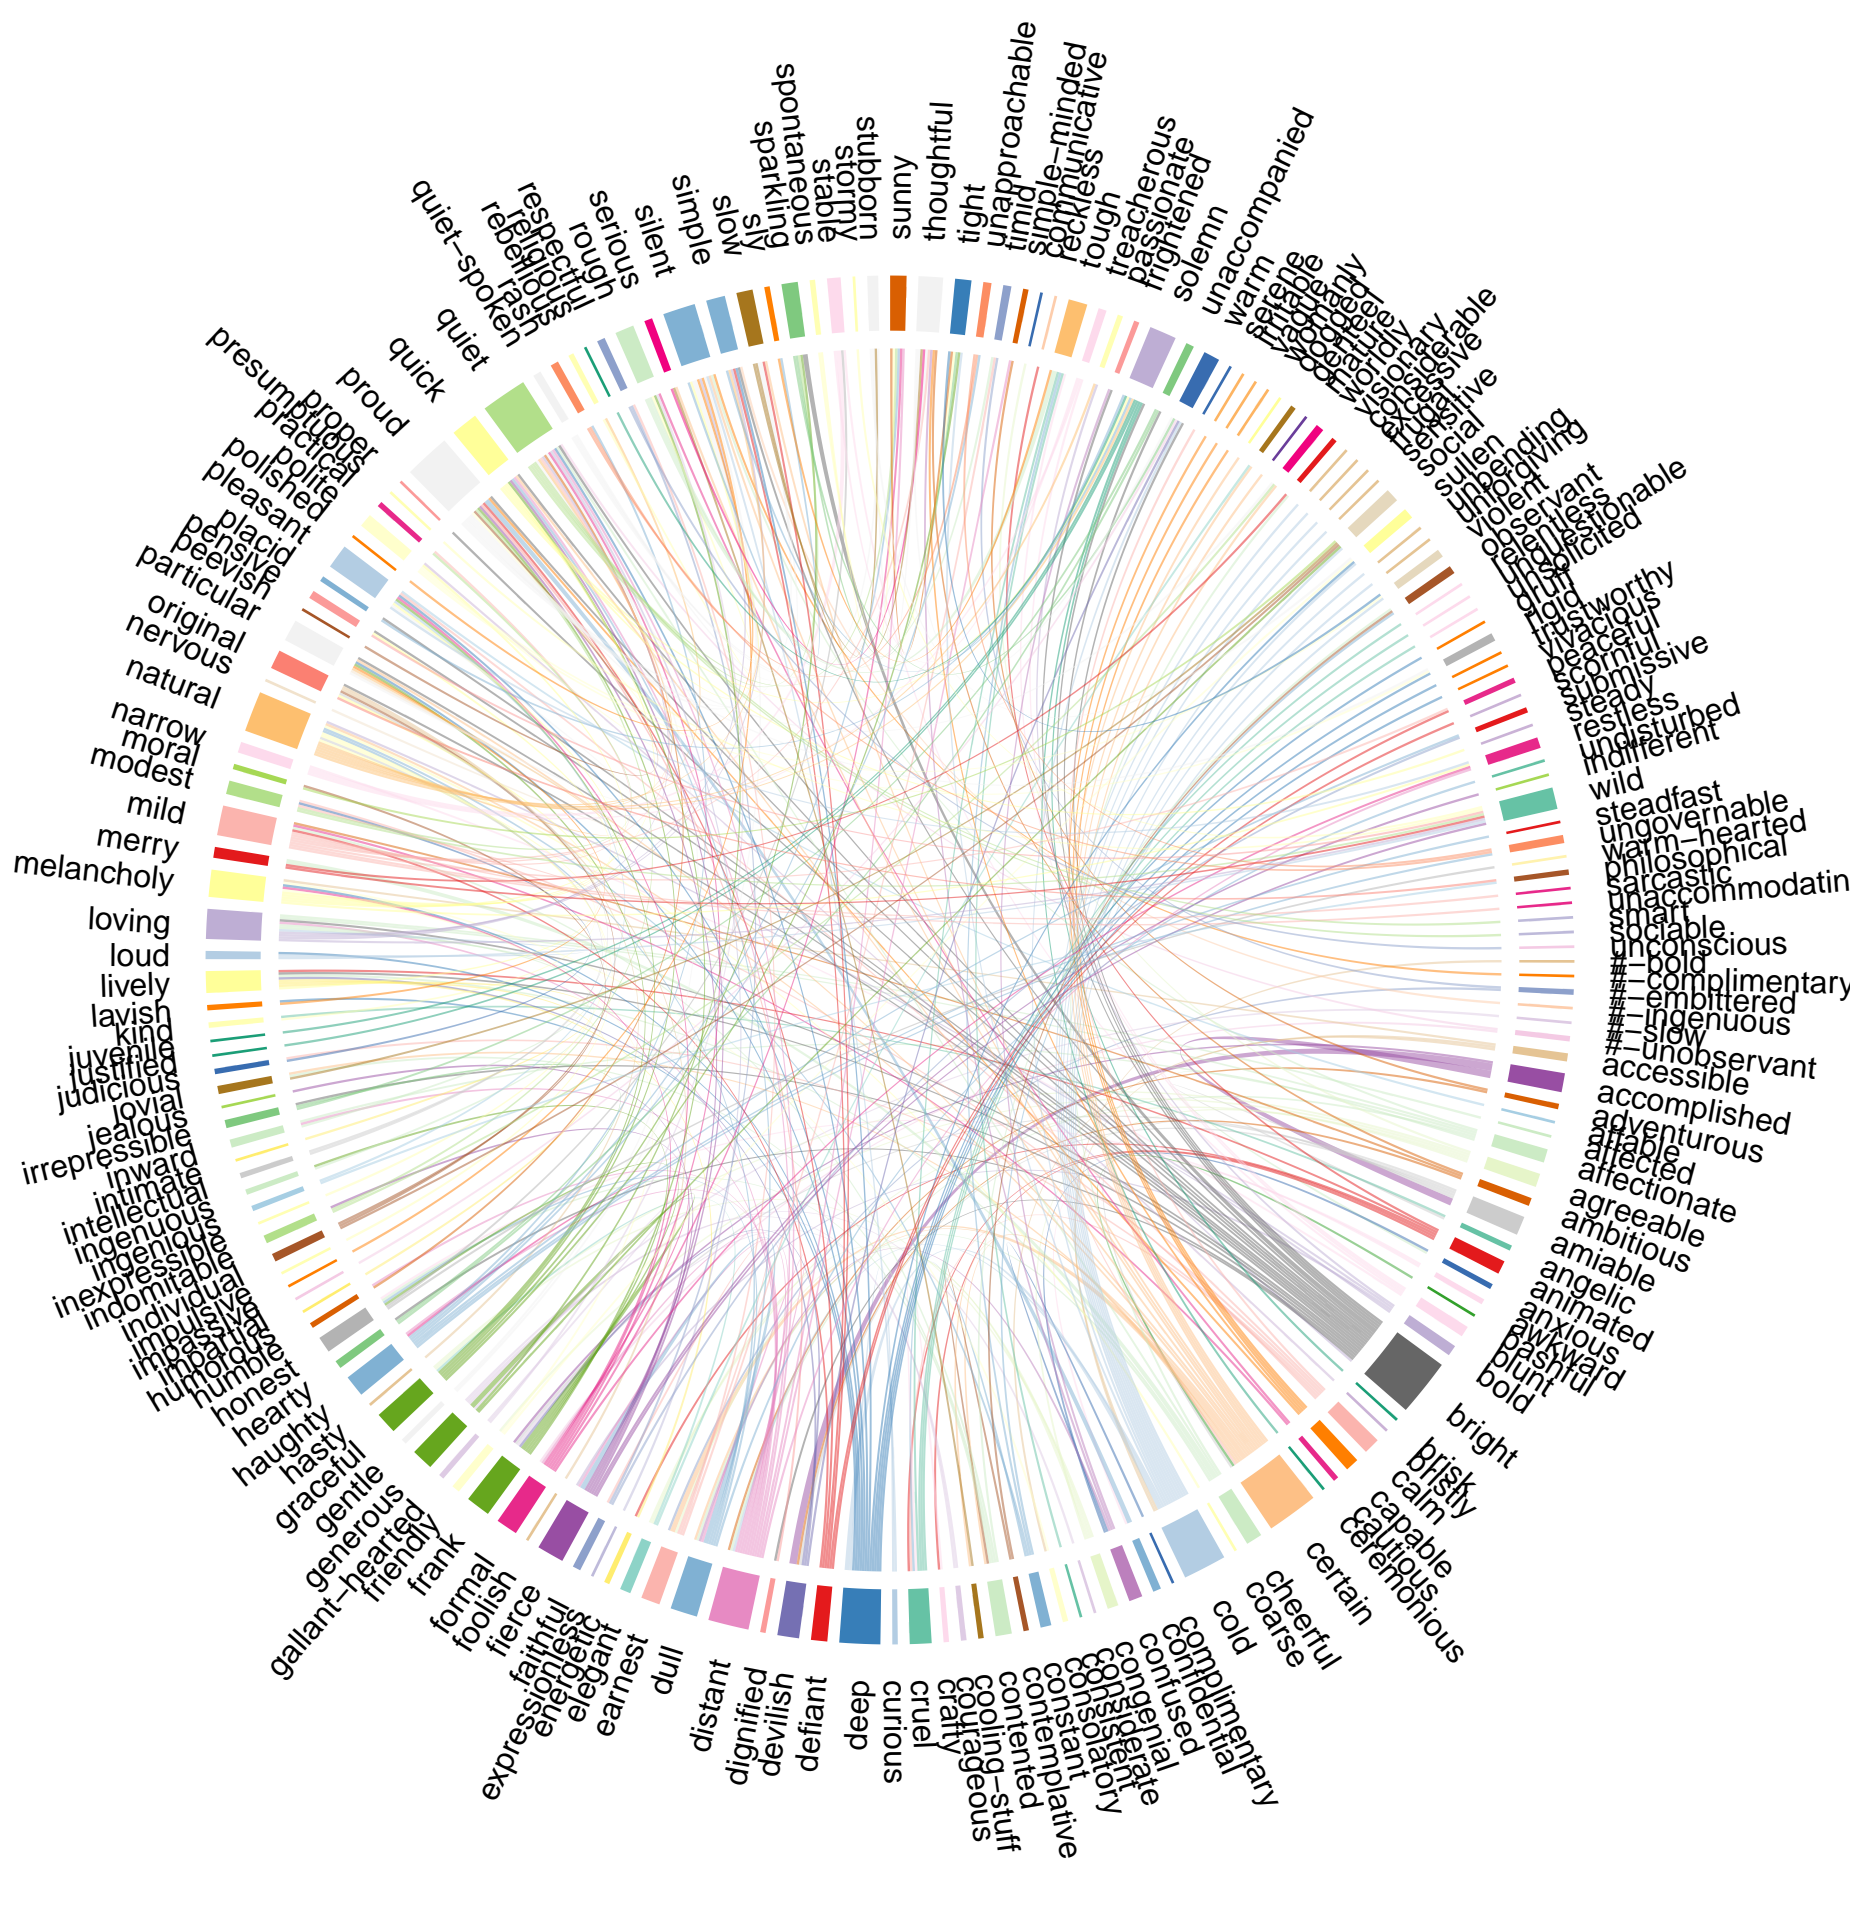 sunny
thoughtful
tight
unapproachable
timid
simple–minded
communicative
reckless
tough
treacherous
passionate
frightened
solemn
unaccompanied
warm
serene
irritable
womanly
sexual
social
sullen
unbending
unforgiving
violent
observant
relentless
unquestionable
unsolicited
unruly
rigid
trustworthy
vivacious
peaceful
scornful
submissive
steady
restless
undisturbed
indifferent
wild
steadfast
ungovernable
warm–hearted
philosophical
sarcastic
unaccommodatin
smart
sociable
unconscious
#–bold
#–complimentary
#–embittered
#–ingenuous
#–slow
#–unobservant
accessible
accomplished
adventurous
affable
affected
affectionate
agreeable
ambitious
amiable
angelic
animated
anxious
awkward
bashful
blunt
bold
bright
brisk
bristly
calm
capable
cautious
ceremonious
certain
cheerful
coarse
cold
complimentary
confidential
confused
congenial
considerate
consistent
consolatory
constant
contemplative
contented
cooling–stuff
courageous
crafty
cruel
curious
deep
defiant
devilish
dignified
distant
dull
earnest
elegant
energetic
expressionless
faithful
fierce
foolish
formal
frank
friendly
gallant–hearted
generous
gentle
graceful
hasty
haughty
hearty
honest
humble
humorous
impartial
impassive
impulsive
individual
indomitable
inexpressible
ingenious
ingenuous
intellectual
intimate
inward
irrepressible
jealous
jovial
judicious
justified
juvenile
kind
lavish
lively
loud
loving
melancholy
merry
mild
modest
moral
narrow
natural
nervous
original
particular
peevish
pensive
placid
pleasant
polished
polite
practical
presumptuous
proper
proud
quick
quiet
quiet–spoken
rash
rebellious
religious
respectful
rough
serious
silent
simple
slow
sly
sparkling
spontaneous
stable
stormy
stubborn